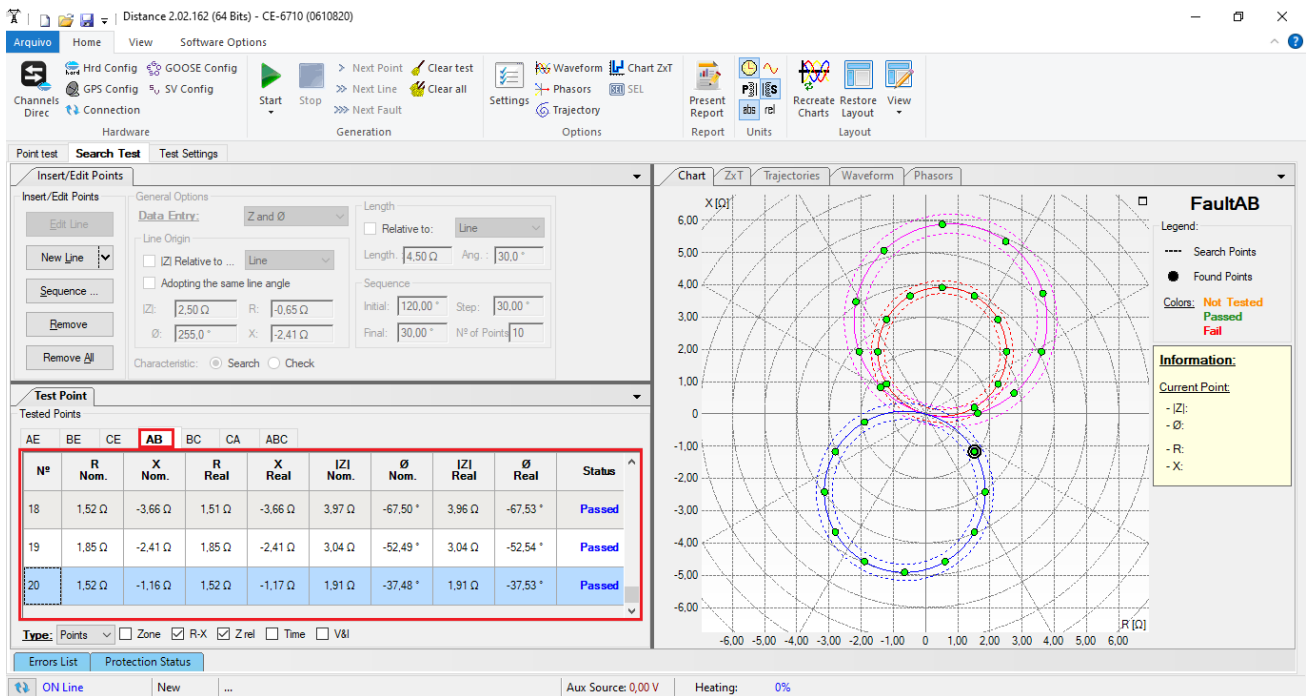 Distance 2.02.162 (64 Bits) - CE-6710 (0610820)
Arquivo Home View Software Options
Hrd Config GOOSE Config
GPS Config SV Config
Channels Direc Connection
Hardware
Start Stop
Next Point Clear test
Next Line Clear all
Next Fault
Generation
Settings
Waveform Chart ZxT
Phasors SEL
Trajectory
Options
Present Report
Report
abs rel
Units
Recreate Charts Restore Layout View
Layout
Point test Search Test Test Settings
Insert/Edit Points
Insert/Edit Points
Edit Line
New Line
Sequence ...
Remove
Remove All
General Options
Data Entry: Z and Ø
Line Origin
|Z| Relative to ... Line
Adopting the same line angle
|Z|: 2,50 Ω R: -0,65 Ω
Ø: 255,0 ° X: -2,41 Ω
Characteristic: Search Check
Length
Relative to: Line
Length. : 4,50 Ω Ang. : 30,0 °
Sequence
Initial: 120,00 ° Step: 30,00 °
Final: 30,00 ° Nº of Points 10
Test Point
Tested Points
AE BE CE AB BC CA ABC
Nº R Nom. X Nom. R Real X Real |Z| Nom. Ø Nom. |Z| Real Ø Real Status
18 1,52 Ω -3,66 Ω 1,51 Ω -3,66 Ω 3,97 Ω -67,50 ° 3,96 Ω -67,53 ° Passed
19 1,85 Ω -2,41 Ω 1,85 Ω -2,41 Ω 3,04 Ω -52,49 ° 3,04 Ω -52,54 ° Passed
20 1,52 Ω -1,16 Ω 1,52 Ω -1,17 Ω 1,91 Ω -37,48 ° 1,91 Ω -37,53 ° Passed
Type: Points Zone R-X Z rel Time V&I
Errors List Protection Status
ON Line New ... Aux Source: 0,00 V Heating: 0%
Chart ZxT Trajectories Waveform Phasors
X [Ω]
6,00
5,00
4,00
3,00
2,00
1,00
0
-1,00
-2,00
-3,00
-4,00
-5,00
-6,00
R [Ω]
-6,00 -5,00 -4,00 -3,00 -2,00 -1,00 0 1,00 2,00 3,00 4,00 5,00 6,00
FaultAB
Legend:
Search Points
Found Points
Colors: Not Tested
Passed
Fail
Information:
Current Point:
- |Z|:
- Ø:
- R:
- X: